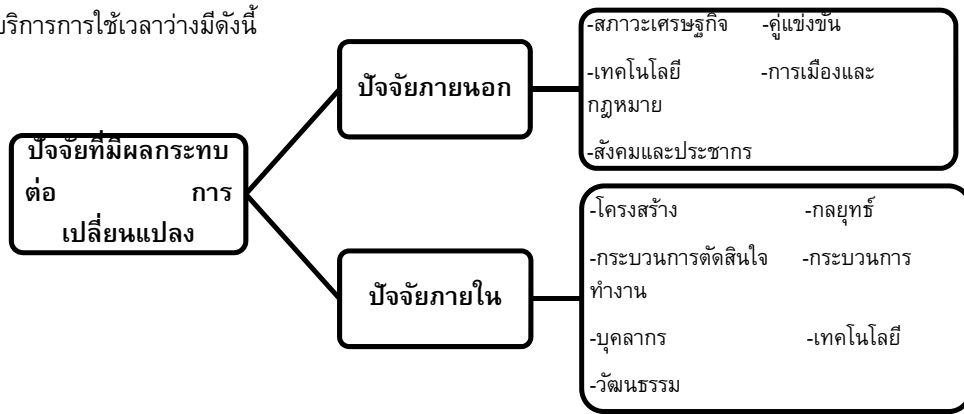 บริการการใช้เวลาว่างมีดังนี้
-สภาวะเศรษฐกิจ -คู่แข่งขัน
-เทคโนโลยี -การเมืองและ
กฎหมาย
-สังคมและประชากร
ปัจจัยภายนอก
ปัจจัยที่มีผลกระทบ
ต่อ การ
เปลี่ยนแปลง
ปัจจัยภายใน
-โครงสร้าง -กลยุทธ์
-กระบวนการตัดสินใจ -กระบวนการ
ทำงาน
-บุคลากร -เทคโนโลยี
-วัฒนธรรม